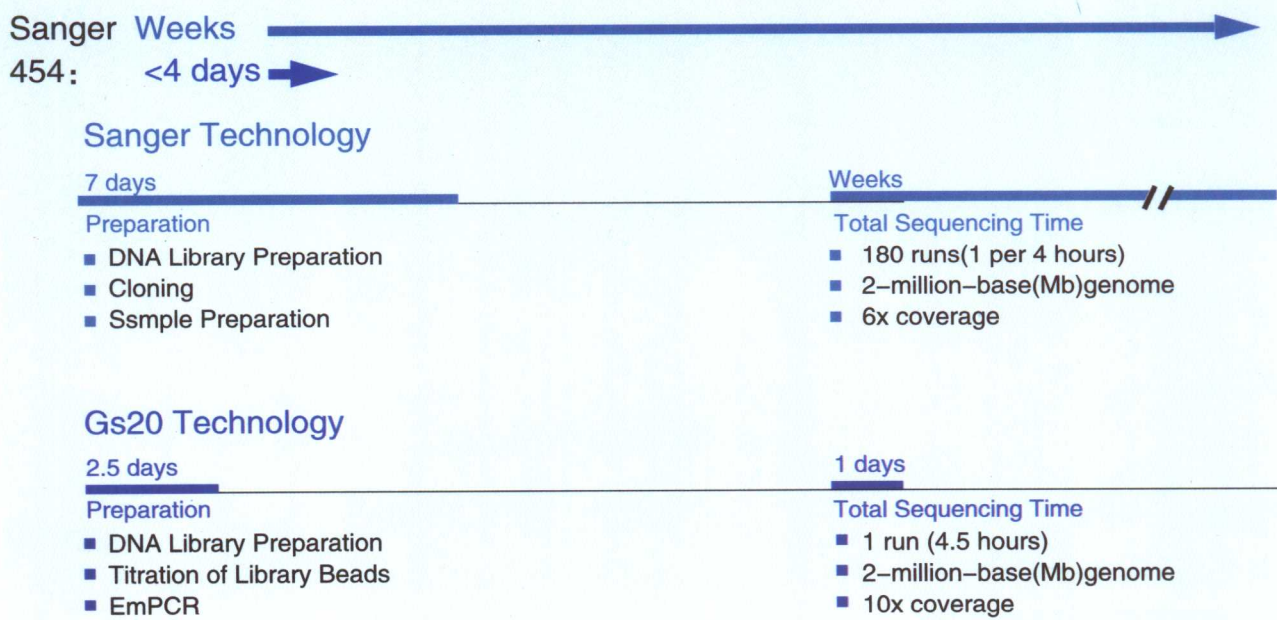 Sanger Weeks
454: <4 days
Sanger Technology
7 days
Preparation
DNA Library Preparation
Cloning
Ssmple Preparation
Weeks
Total Sequencing Time
180 runs(1 per 4 hours)
2-million-base(Mb)genome
6x coverage
Gs20 Technology
2.5 days
Preparation
DNA Library Preparation
Titration of Library Beads
EmPCR
1 days
Total Sequencing Time
1 run (4.5 hours)
2-million-base(Mb)genome
10x coverage